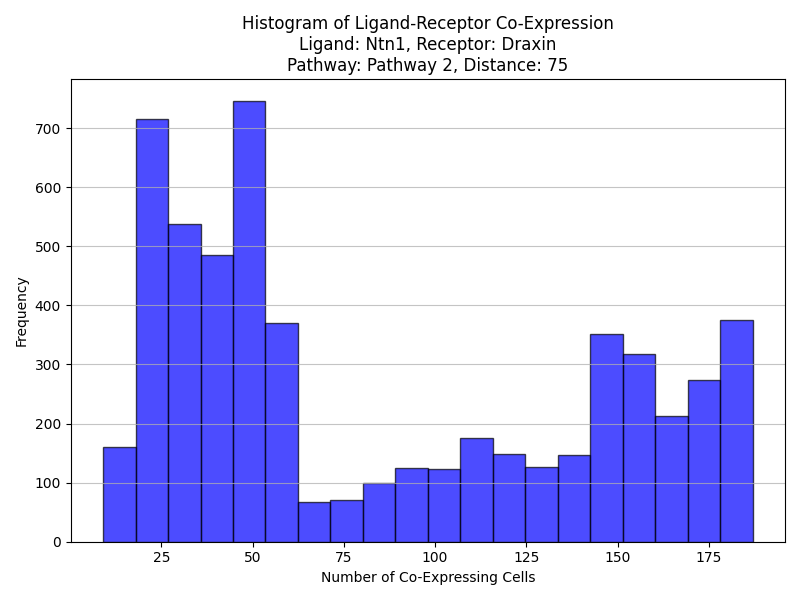 Histogram of Ligand-Receptor Co-Expression
Ligand: Ntn1, Receptor: Draxin
Pathway: Pathway 2, Distance: 75
Frequency
700
600
500
400
300
200
100
0
25 50 75 100 125 150 175
Number of Co-Expressing Cells